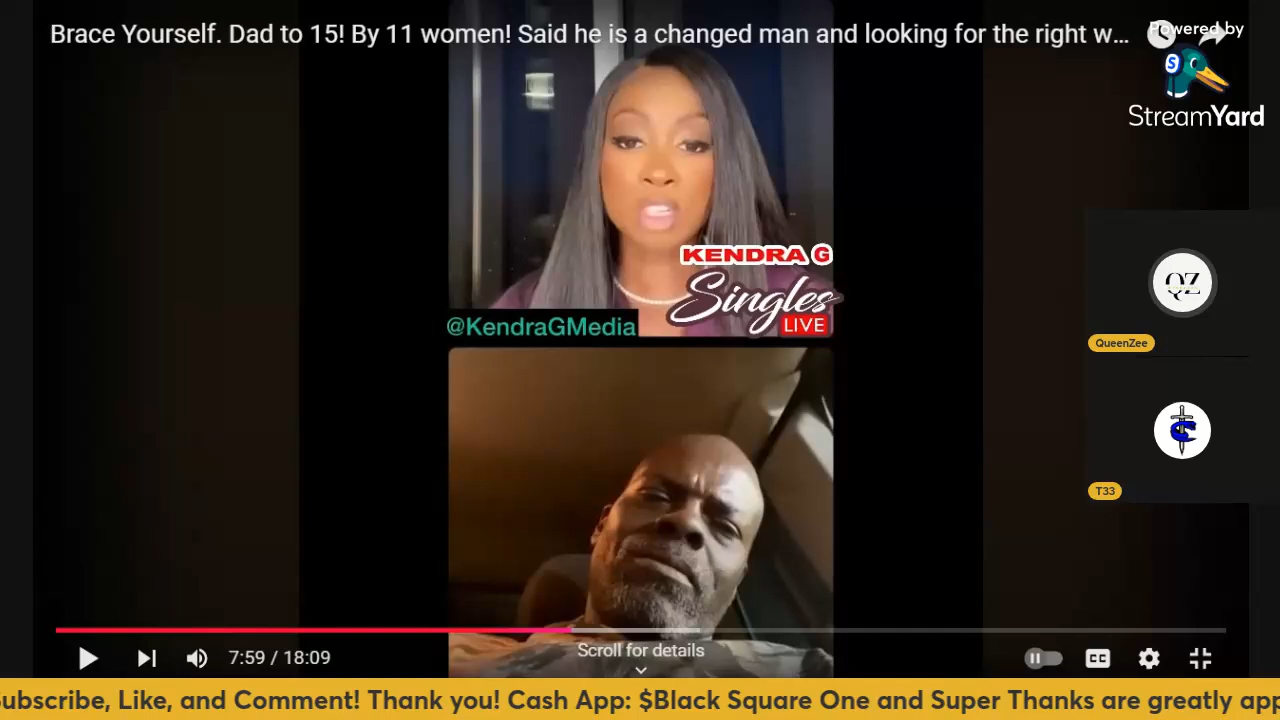 Brace Yourself. Dad to 15! By 11 women! Said he is a changed man and looking for the right w...
Powered by
S
StreamYard
KENDRA G
Singles
LIVE
@KendraGMedia
QZ
QueenZee
T33
7:59 / 18:09
Scroll for details
CC
ubscribe, Like, and Comment! Thank you! Cash App: $Black Square One and Super Thanks are greatly app